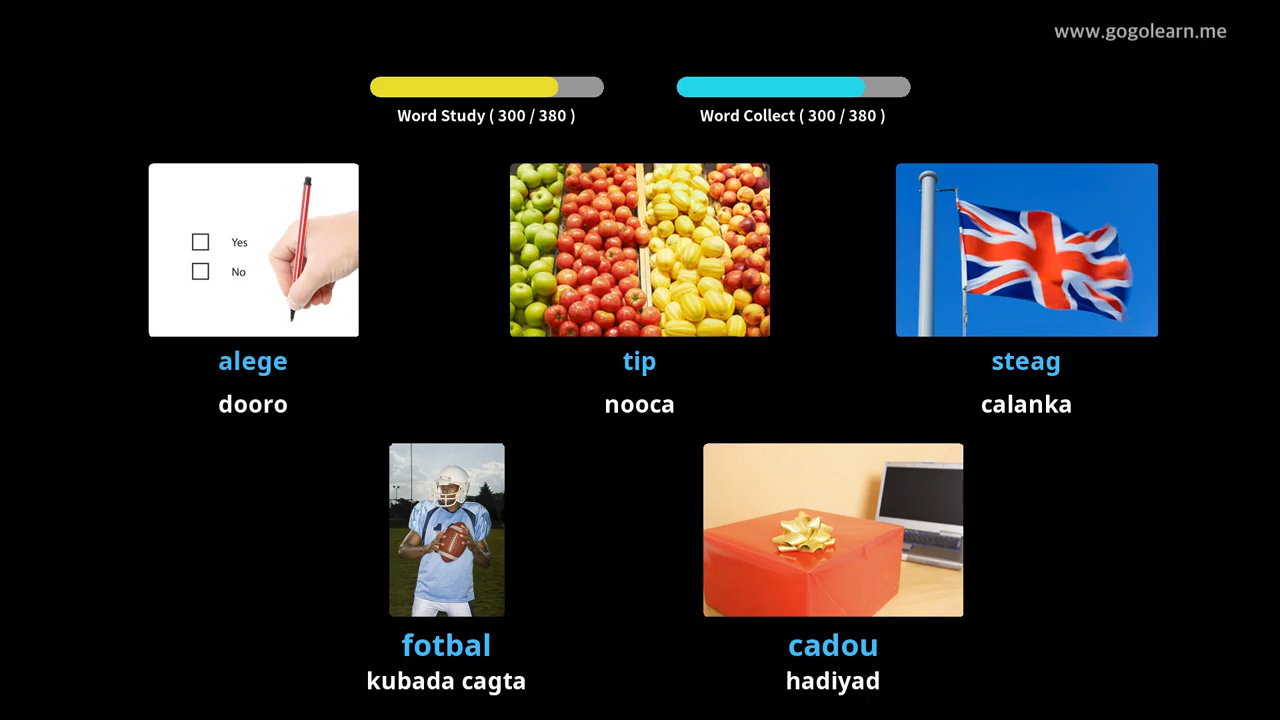 www.gogolearn.me
Word Study ( 300 / 380 )
Word Collect ( 300 / 380 )
Yes
No
alege
dooro
tip
nooca
steag
calanka
fotbal
kubada cagta
cadou
hadiyad